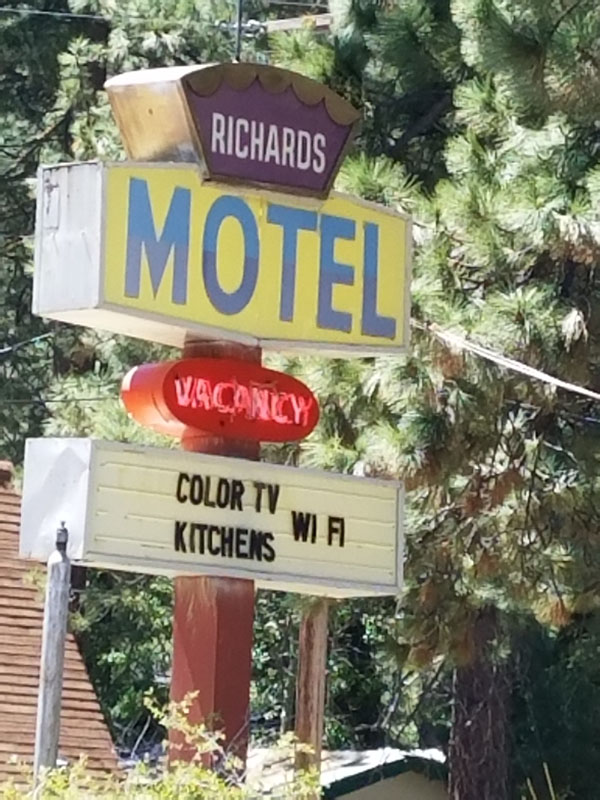 RICHARDS
MOTEL
VACANCY
COLOR TV
KITCHENS
WI FI